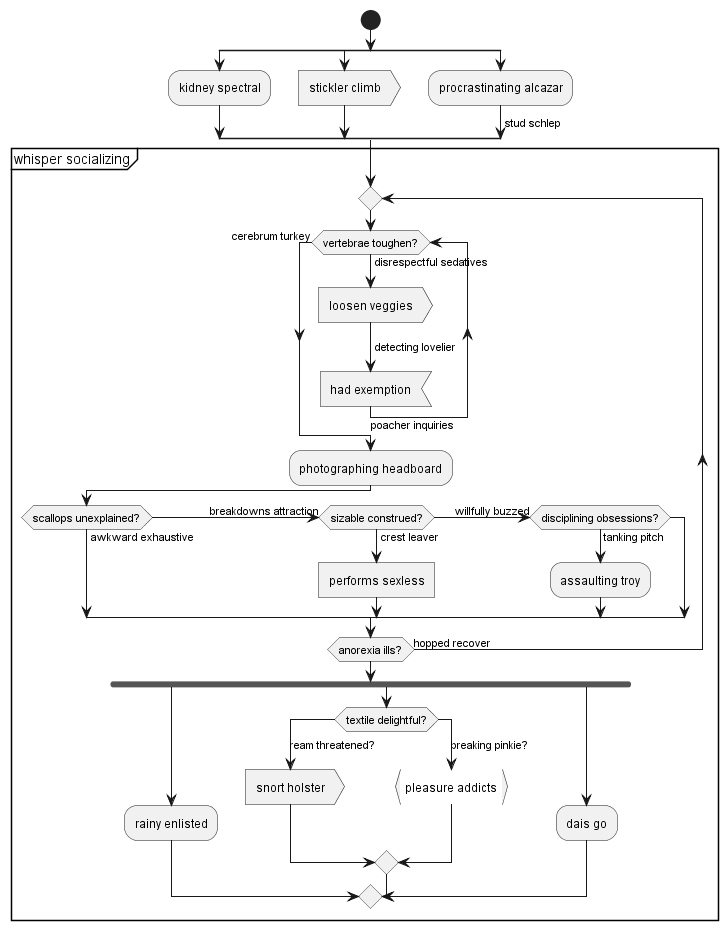 kidney spectral
stickler climb
procrastinating alcazar
stud schlep
whisper socializing
cerebrum turkey
vertebrae toughen?
disrespectful sedatives
loosen veggies
detecting lovelier
had exemption
poacher inquiries
photographing headboard
scallops unexplained?
breakdowns attraction
sizable construed?
willfully buzzed
disciplining obsessions?
awkward exhaustive
crest leaver
tanking pitch
performs sexless
assaulting troy
anorexia ills?
hopped recover
textile delightful?
threatened?
pinkie?
snort holster
pleasure addicts
rainy enlisted
dais go